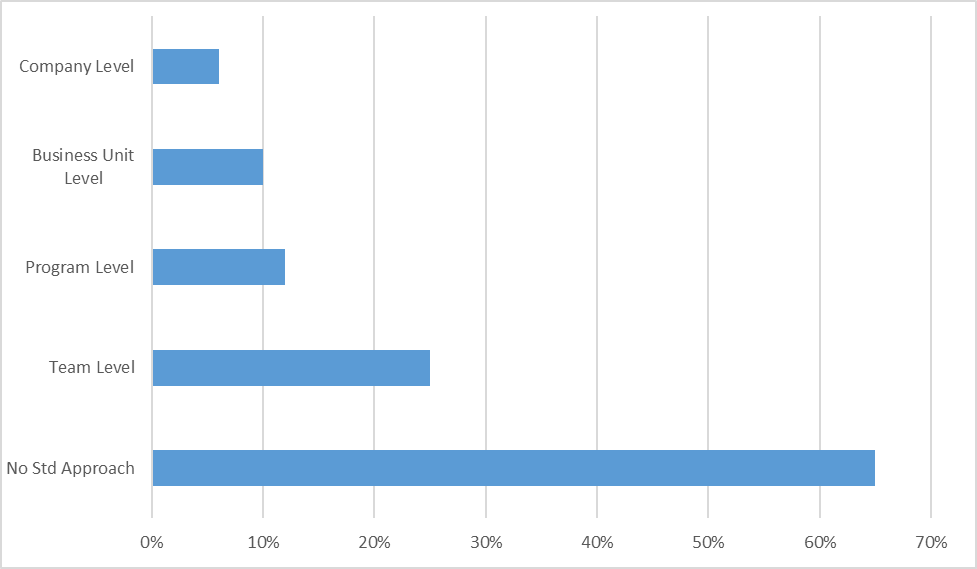 Company Level
Business Unit
Level
Program Level
Team Level
No Std Approach
0% 10% 20% 30% 40% 50% 60% 70%